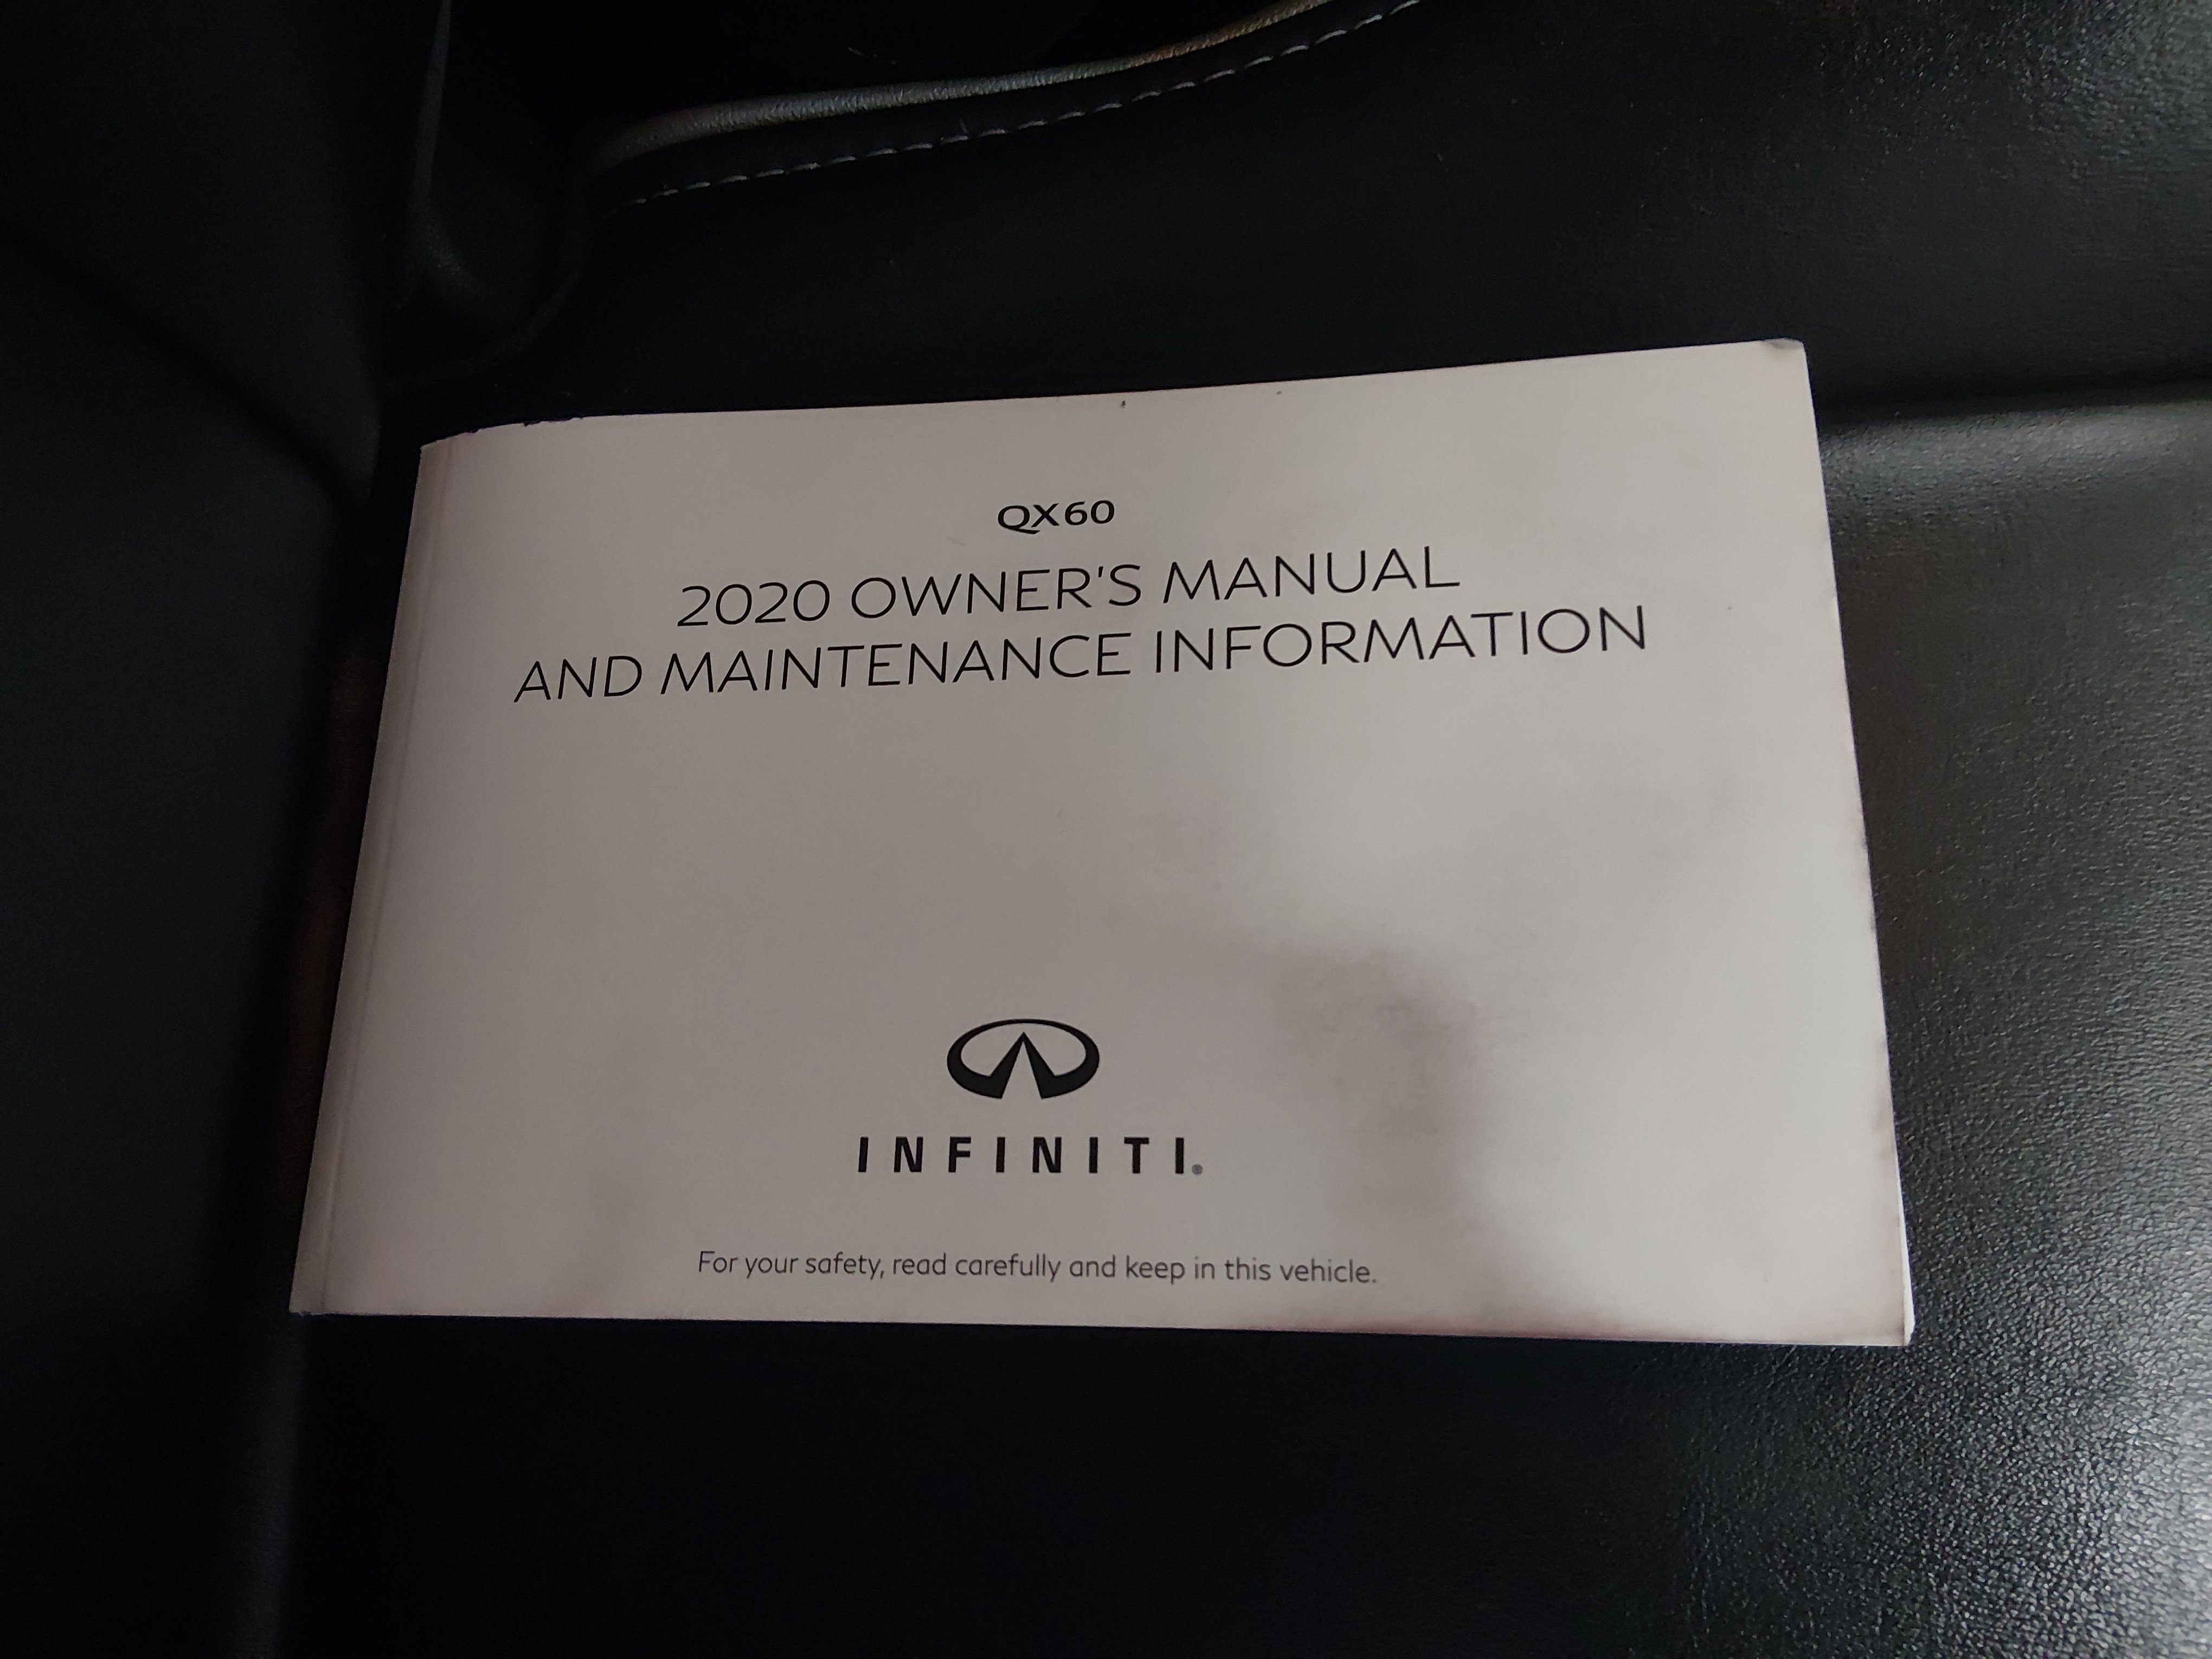 QX60
2020 OWNER'S MANUAL
AND MAINTENANCE INFORMATION
INFINITI®
For your safety, read carefully and keep in this vehicle.